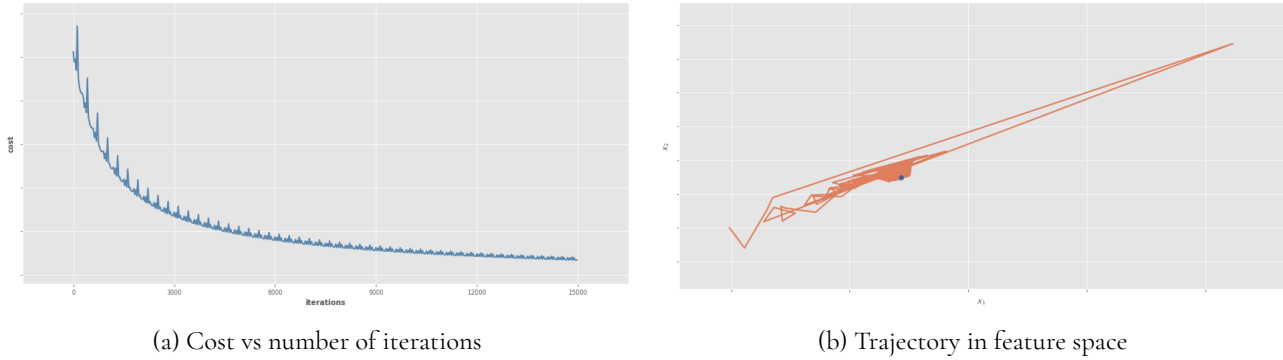 cost
0
3000
6000
9000
12000
15000
iterations
x₂
x₁
(a) Cost vs number of iterations
(b) Trajectory in feature space